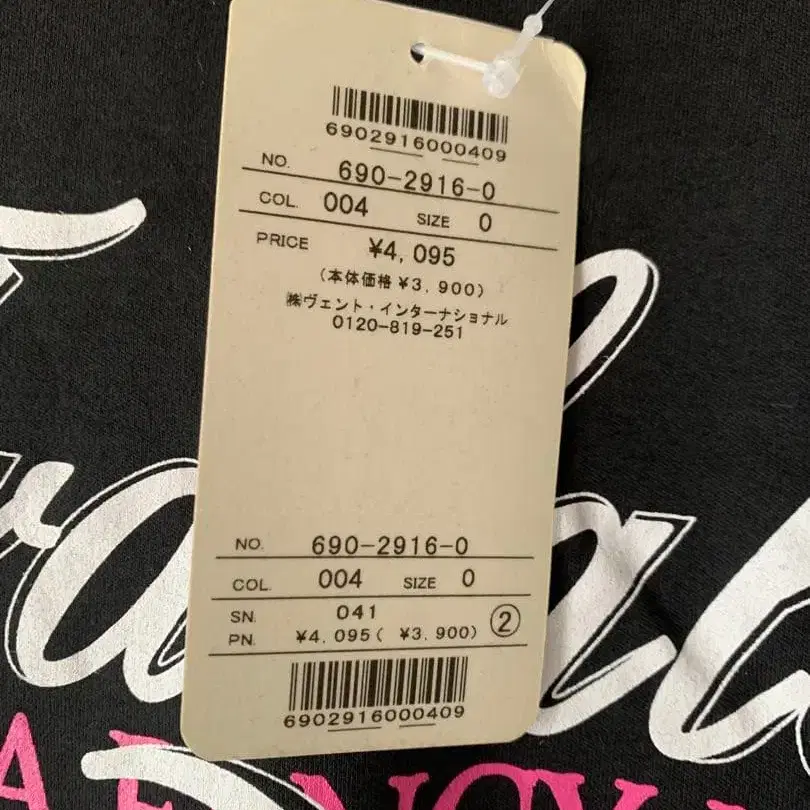 6902916000409
NO. 690-2916-0
COL. 004 SIZE 0
PRICE ¥4,095
(本体価格¥3,900)
㈱ヴェント・インターナショナル
0120-819-251
NO. 690-2916-0
COL. 004 SIZE 0
SN. 041
PN. ¥4,095( ¥3,900) ②
6902916000409